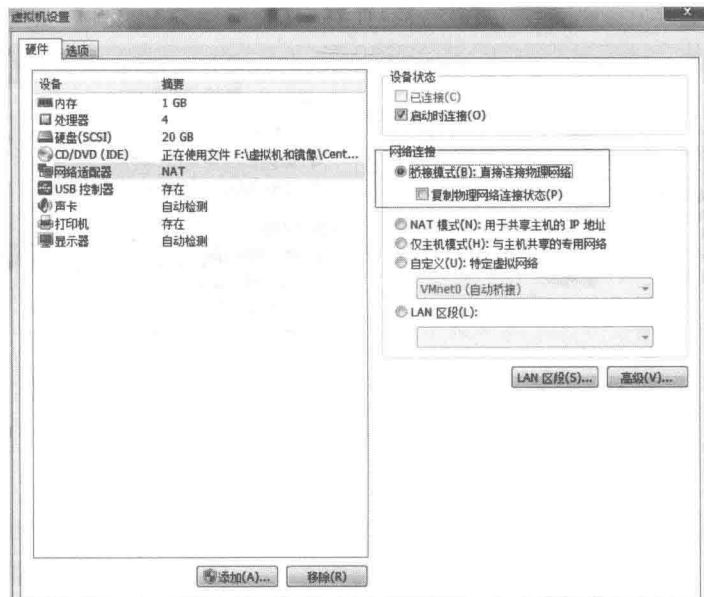 虚拟机设置
硬件 选项
设备 摘要
内存 1 GB
处理器 4
硬盘(SCSI) 20 GB
CD/DVD (IDE) 正在使用文件 F:\虚拟机和镜像\Cent...
网络适配器 NAT
USB 控制器 存在
声卡 自动检测
打印机 存在
显示器 自动检测
添加(A)... 移除(R)
设备状态
已连接(C)
启动时连接(O)
网络连接
桥接模式(B): 直接连接物理网络
复制物理网络连接状态(P)
NAT 模式(N): 用于共享主机的 IP 地址
仅主机模式(H): 与主机共享的专用网络
自定义(U): 特定虚拟网络
VMnet0 (自动桥接)
LAN 区段(L):
LAN 区段(S)... 高级(V)...